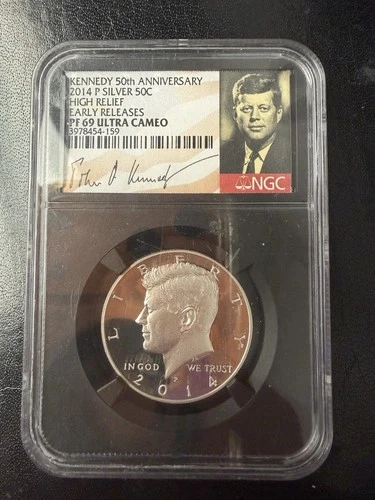 KENNEDY 50th ANNIVERSARY
2014 P SILVER 50C
HIGH RELIEF
EARLY RELEASES
PF 69 ULTRA CAMEO
3978454-159
John F Kennedy
NGC
LIBERTY
IN GOD WE TRUST
2014